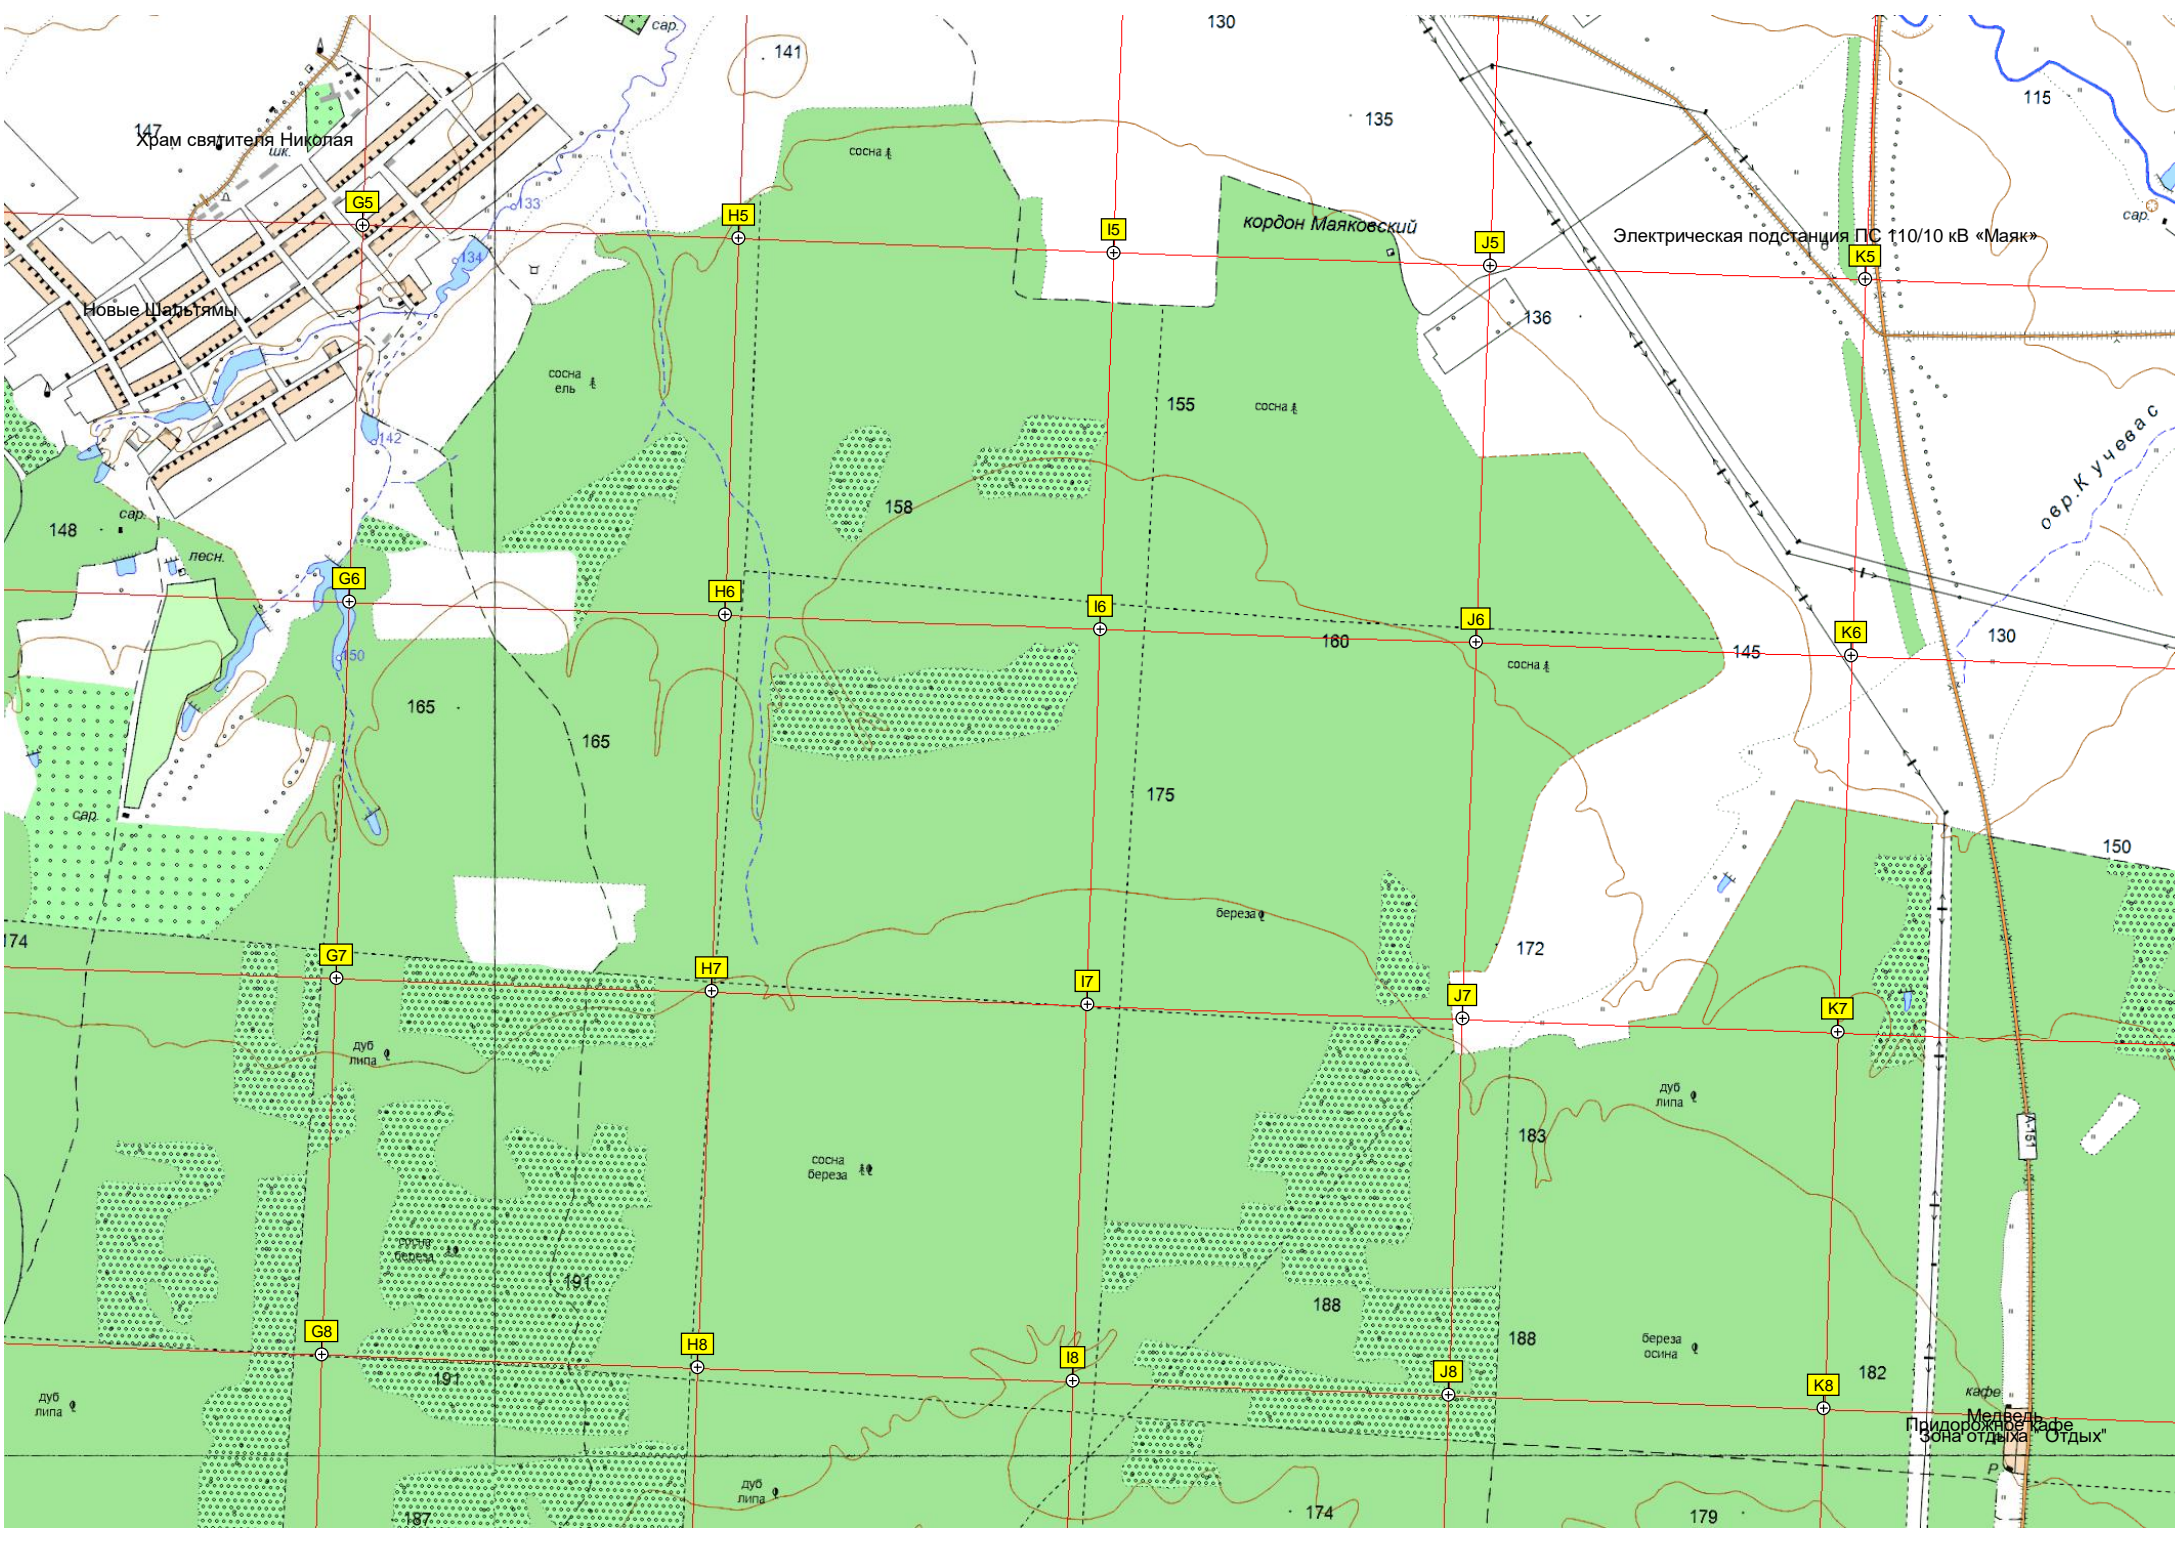 сар.
130
141
115
135
147
Храм святителя Николая
шк.
сосна
G5
133
H5
I5
кордон Маяковский
J5
Электрическая подстанция ПС 110/10 кВ «Маяк»
K5
сар.
134
Новые Шальтямы
136
сосна
ель
155
сосна
142
овр. Кучевас
158
сар.
148
лесн.
G6
H6
I6
J6
K6
130
160
145
150
сосна
165
165
175
сар.
150
береза
174
172
G7
H7
I7
J7
K7
дуб
липа
дуб
липа
183
А-151
сосна
береза
сосна
береза
191
188
188
G8
H8
I8
J8
K8
береза
осина
182
191
кафе
дуб
липа
Медведь
Придорожное кафе
Зона отдыха "Отдых"
Р
дуб
липа
187
174
179